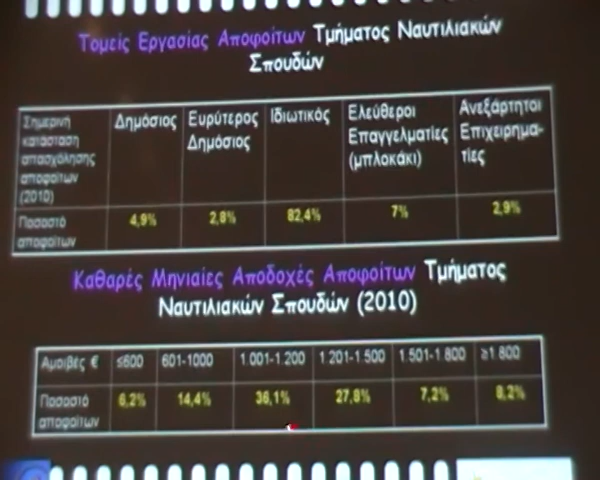 Τομείς Εργασίας Αποφοίτων Τμήματος Ναυτιλιακών
Σπουδών
Σημερινή κατάσταση απασχόλησης αποφοίτων (2010) Δημόσιος Ευρύτερος Δημόσιος Ιδιωτικός Ελεύθεροι Επαγγελματίες (μπλοκάκι) Ανεξάρτητοι Επιχειρηματίες
Ποσοστό αποφοίτων 4,9% 2,8% 82,4% 7% 2,9%
Καθαρές Μηνιαίες Αποδοχές Αποφοίτων Τμήματος
Ναυτιλιακών Σπουδών (2010)
Αμοιβές € ≤600 601-1000 1.001-1.200 1.201-1.500 1.501-1.800 ≥1.800
Ποσοστό αποφοίτων 6,2% 14,4% 36,1% 27,8% 7,2% 8,2%